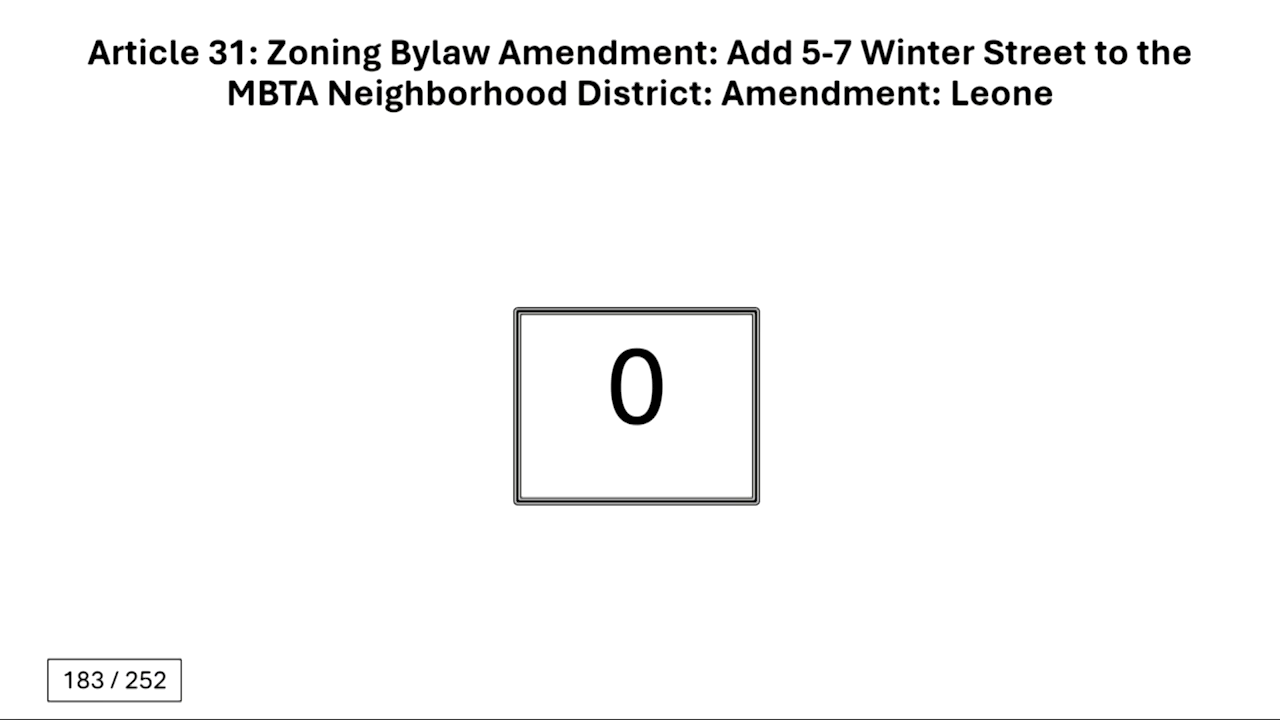 Article 31: Zoning Bylaw Amendment: Add 5-7 Winter Street to the
MBTA Neighborhood District: Amendment: Leone
0
183 / 252